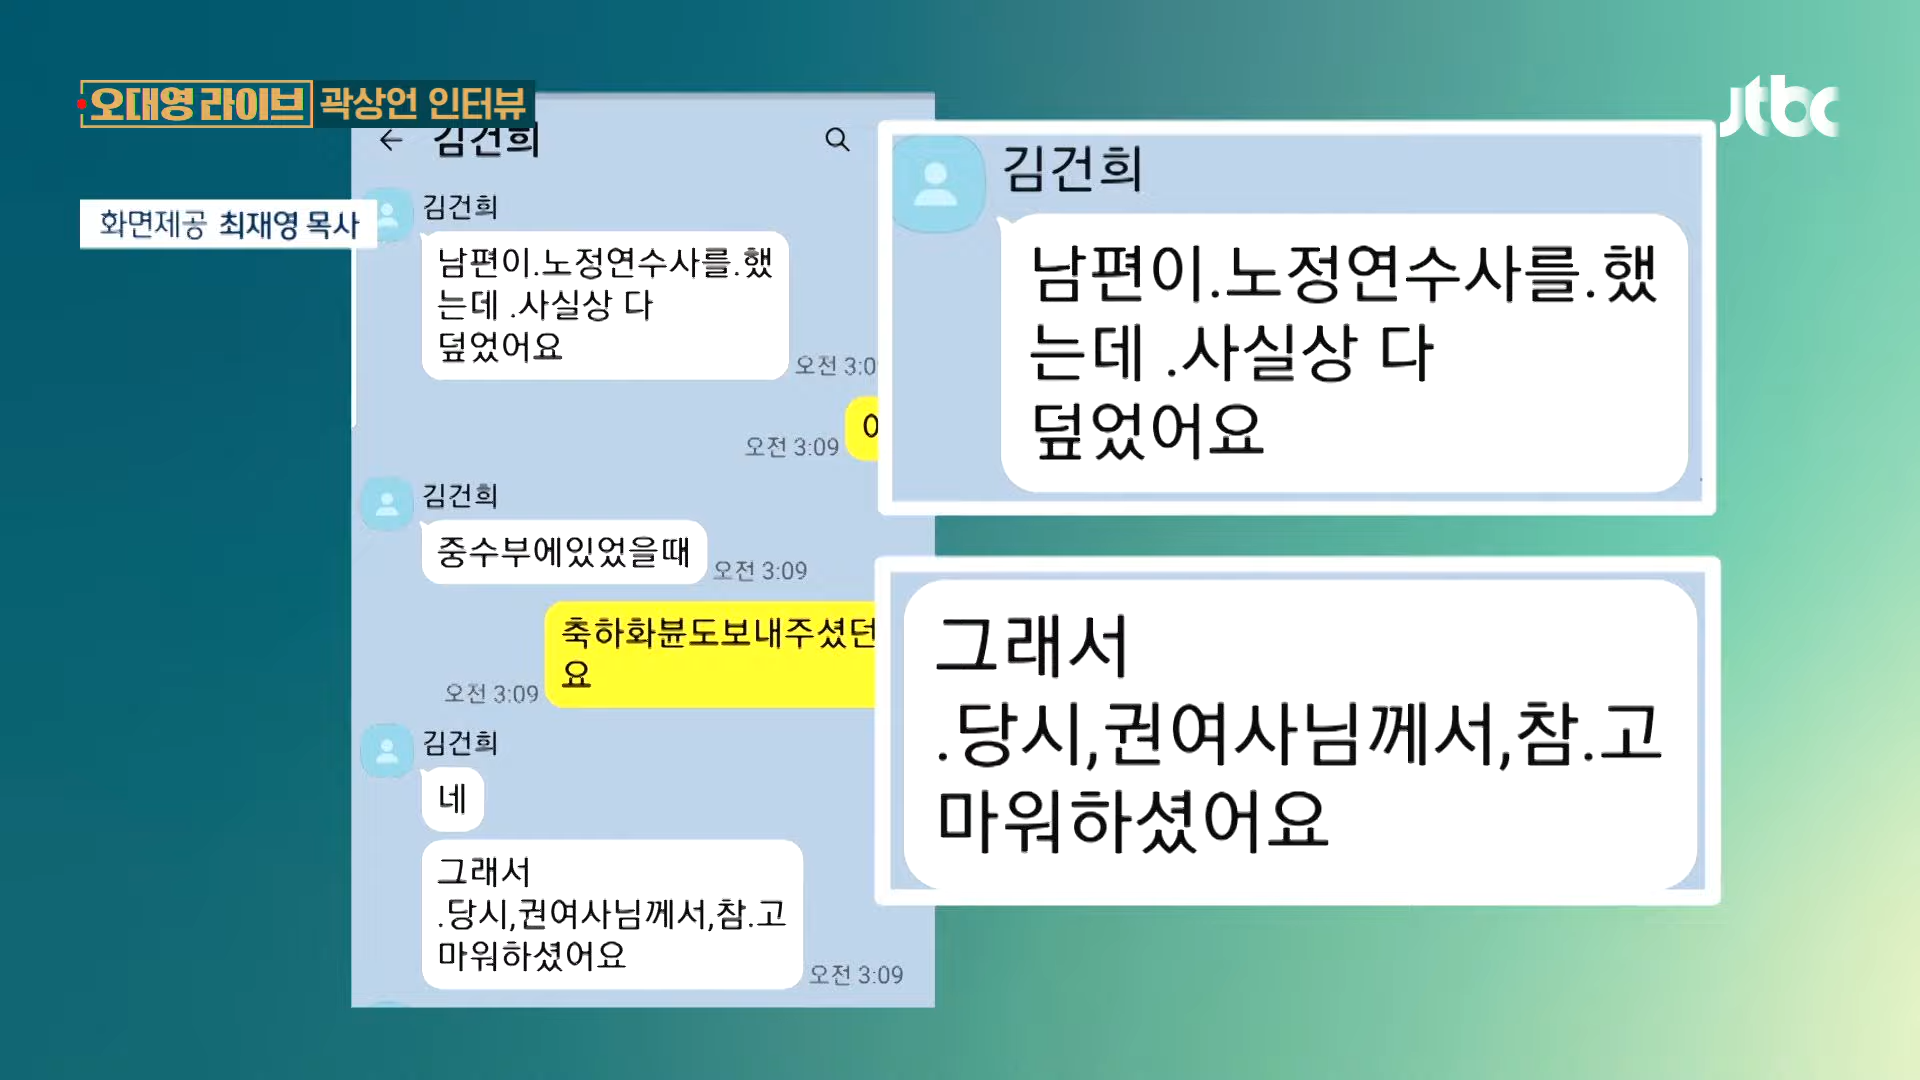 오대영 라이브 곽상언 인터뷰
jtbc
화면제공 최재영 목사
김건희
김건희
남편이.노정연수사를.했
는데 .사실상 다
덮었어요
오전 3:0
오전 3:09
김건희
중수부에있었을때
오전 3:09
축하화뷴도보내주셨던
요
오전 3:09
김건희
네
그래서
.당시,권여사님께서,참.고
마워하셨어요
오전 3:09
김건희
남편이.노정연수사를.했
는데 .사실상 다
덮었어요
그래서
.당시,권여사님께서,참.고
마워하셨어요